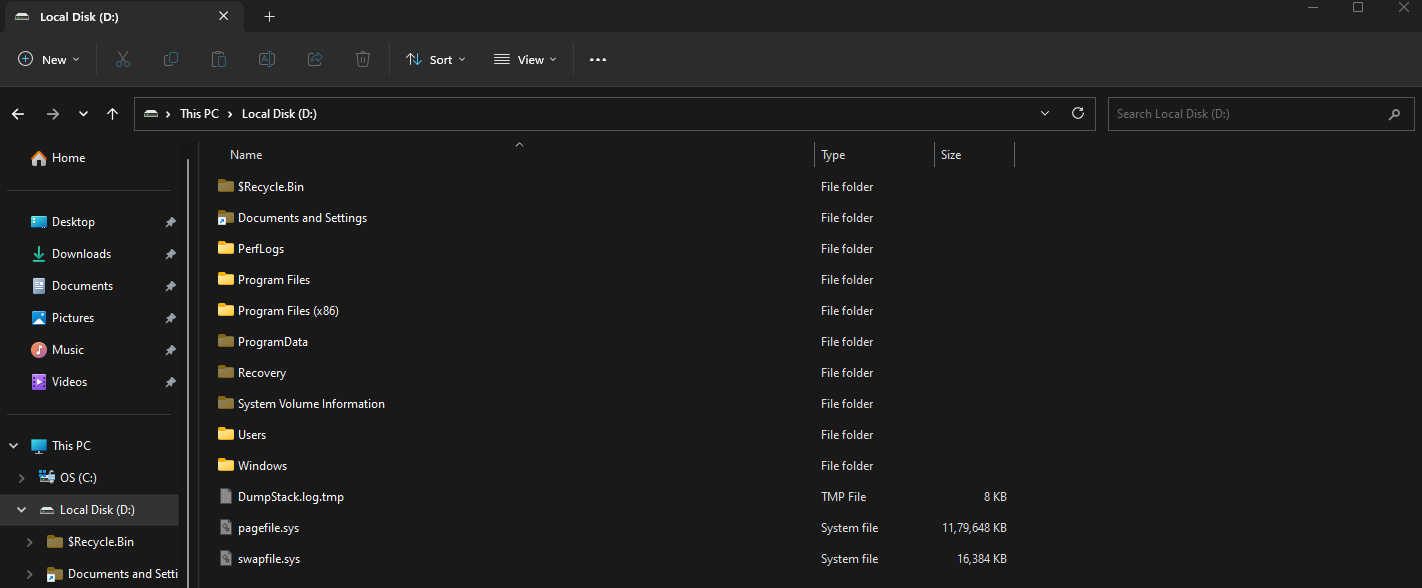 Local Disk (D:)
New Sort View
This PC Local Disk (D:) Search Local Disk (D:)
Home
Desktop
Downloads
Documents
Pictures
Music
Videos
This PC
OS (C:)
Local Disk (D:)
$Recycle.Bin
Documents and Setti
Name Type Size
$Recycle.Bin File folder
Documents and Settings File folder
PerfLogs File folder
Program Files File folder
Program Files (x86) File folder
ProgramData File folder
Recovery File folder
System Volume Information File folder
Users File folder
Windows File folder
DumpStack.log.tmp TMP File 8 KB
pagefile.sys System file 11,79,648 KB
swapfile.sys System file 16,384 KB